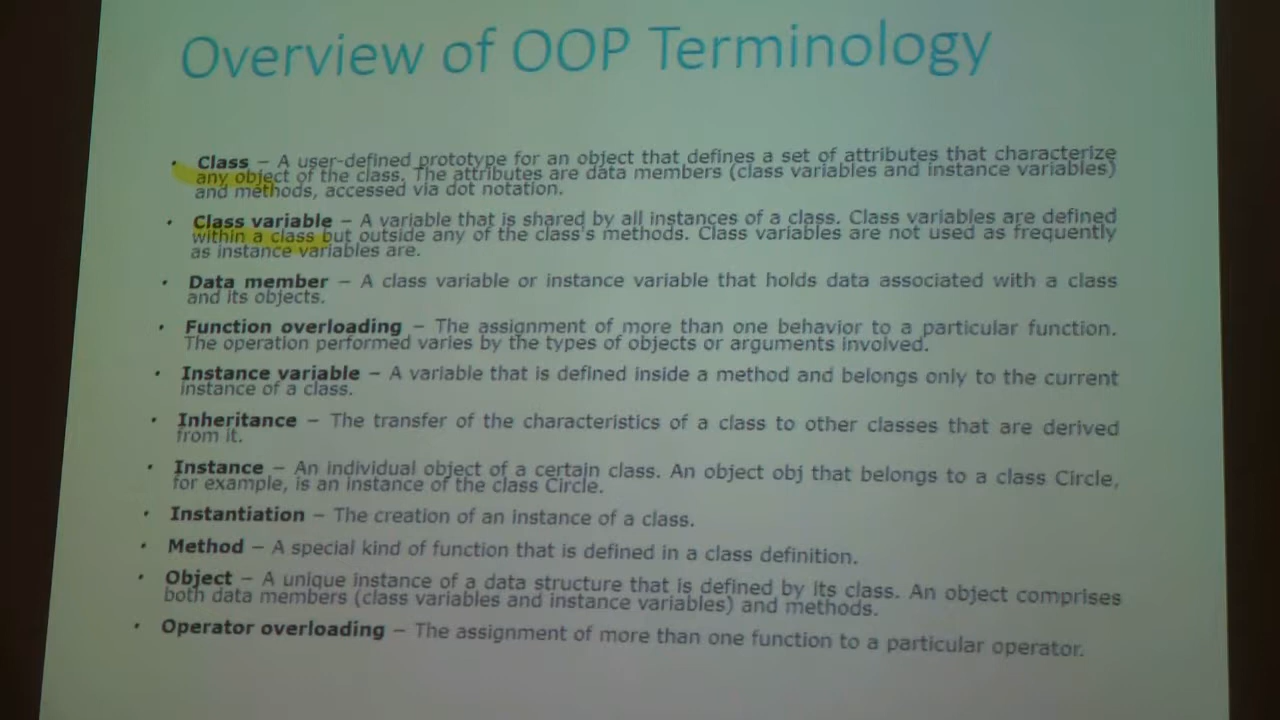 Overview of OOP Terminology
• Class – A user-defined prototype for an object that defines a set of attributes that characterize
any object of the class. The attributes are data members (class variables and instance variables)
and methods, accessed via dot notation.
• Class variable – A variable that is shared by all instances of a class. Class variables are defined
within a class but outside any of the class's methods. Class variables are not used as frequently
as instance variables are.
• Data member – A class variable or instance variable that holds data associated with a class
and its objects.
• Function overloading – The assignment of more than one behavior to a particular function.
The operation performed varies by the types of objects or arguments involved.
• Instance variable – A variable that is defined inside a method and belongs only to the current
instance of a class.
• Inheritance – The transfer of the characteristics of a class to other classes that are derived
from it.
• Instance – An individual object of a certain class. An object obj that belongs to a class Circle,
for example, is an instance of the class Circle.
• Instantiation – The creation of an instance of a class.
• Method – A special kind of function that is defined in a class definition.
• Object – A unique instance of a data structure that is defined by its class. An object comprises
both data members (class variables and instance variables) and methods.
• Operator overloading – The assignment of more than one function to a particular operator.